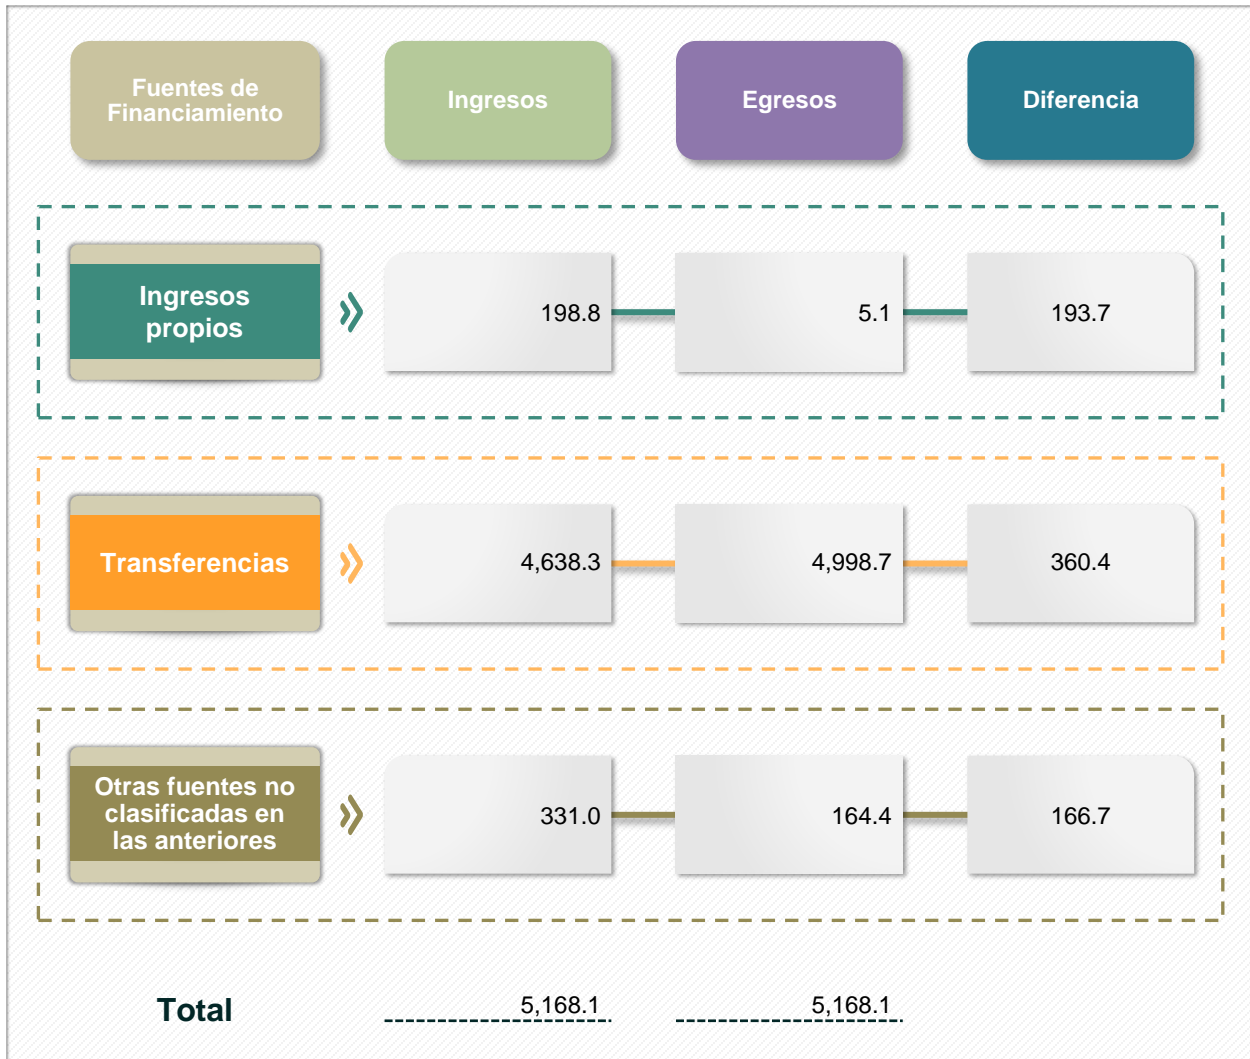 Fuentes de
Financiamiento
Ingresos
Egresos
Diferencia
Ingresos
propios
198.8
5.1
193.7
Transferencias
4,638.3
4,998.7
360.4
Otras fuentes no
clasificadas en
las anteriores
331.0
164.4
166.7
Total
5,168.1
5,168.1